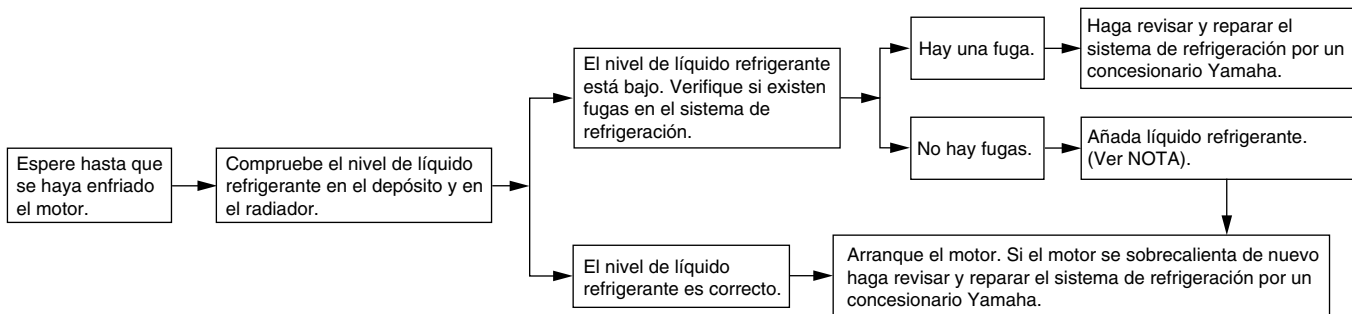 Espere hasta que
se haya enfriado
el motor.
Compruebe el nivel de líquido
refrigerante en el depósito y en
el radiador.
El nivel de líquido refrigerante
está bajo. Verifique si existen
fugas en el sistema de
refrigeración.
Hay una fuga.
Haga revisar y reparar el
sistema de refrigeración por un
concesionario Yamaha.
No hay fugas.
Añada líquido refrigerante.
(Ver NOTA).
El nivel de líquido
refrigerante es correcto.
Arranque el motor. Si el motor se sobrecalienta de nuevo
haga revisar y reparar el sistema de refrigeración por un
concesionario Yamaha.